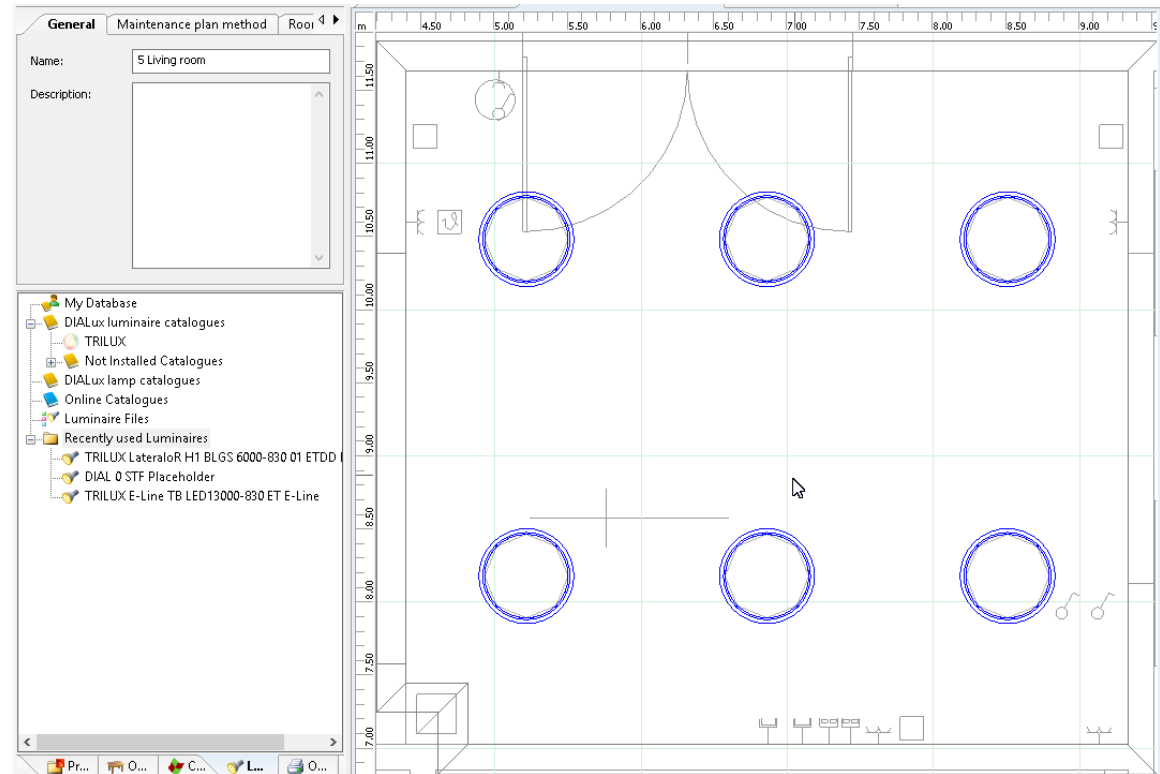 General Maintenance plan method Roo
Name: 5 Living room
Description:
My Database
DIALux luminaire catalogues
TRILUX
Not Installed Catalogues
DIALux lamp catalogues
Online Catalogues
Luminaire Files
Recently used Luminaires
TRILUX LateraloR H1 BLGS 6000-830 01 ETDD
DIAL 0 STF Placeholder
TRILUX E-Line TB LED13000-830 ET E-Line
Pr... O... C... L... O...
m 4.50 5.00 5.50 6.00 6.50 7.00 7.50 8.00 8.50 9.00
11.50
11.00
10.50
10.00
9.50
9.00
8.50
8.00
7.50
7.00